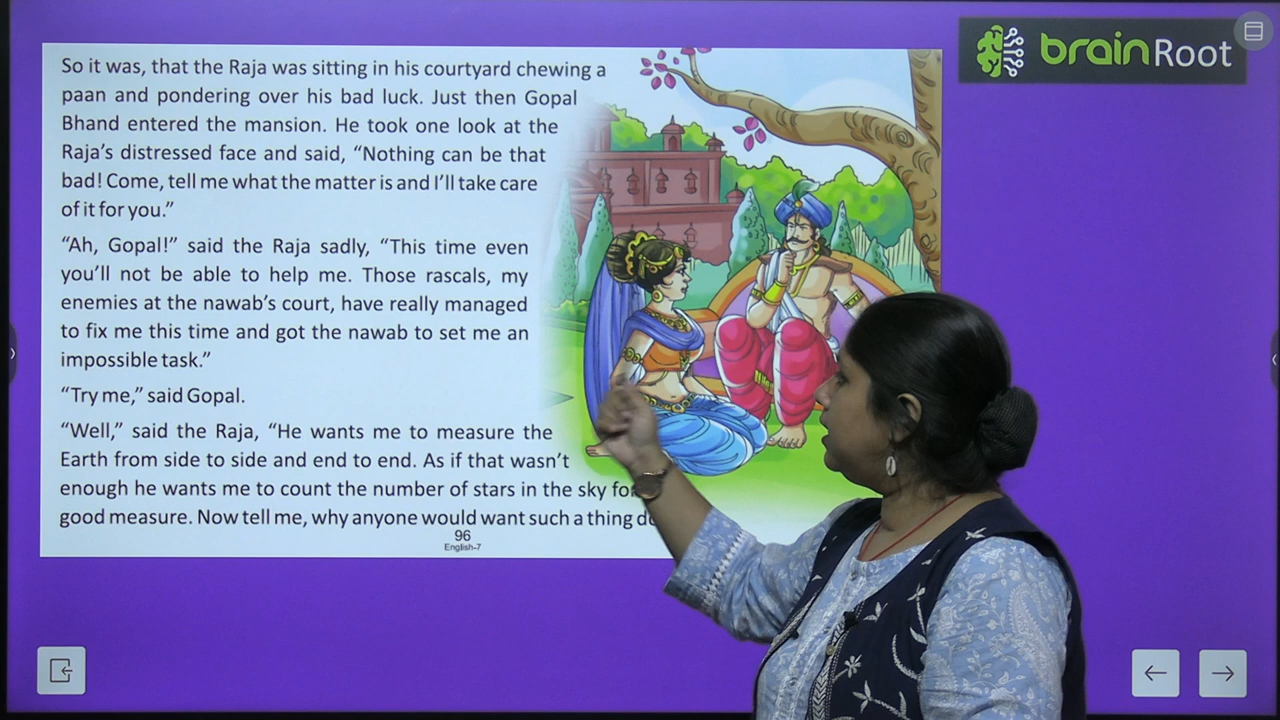 brainRoot
So it was, that the Raja was sitting in his courtyard chewing a
paan and pondering over his bad luck. Just then Gopal
Bhand entered the mansion. He took one look at the
Raja's distressed face and said, “Nothing can be that
bad! Come, tell me what the matter is and I'll take care
of it for you.”
“Ah, Gopal!” said the Raja sadly, “This time even
you'll not be able to help me. Those rascals, my
enemies at the nawab's court, have really managed
to fix me this time and got the nawab to set me an
impossible task.”
“Try me,” said Gopal.
“Well,” said the Raja, “He wants me to measure the
Earth from side to side and end to end. As if that wasn't
enough he wants me to count the number of stars in the sky for
good measure. Now tell me, why anyone would want such a thing
96
English-7